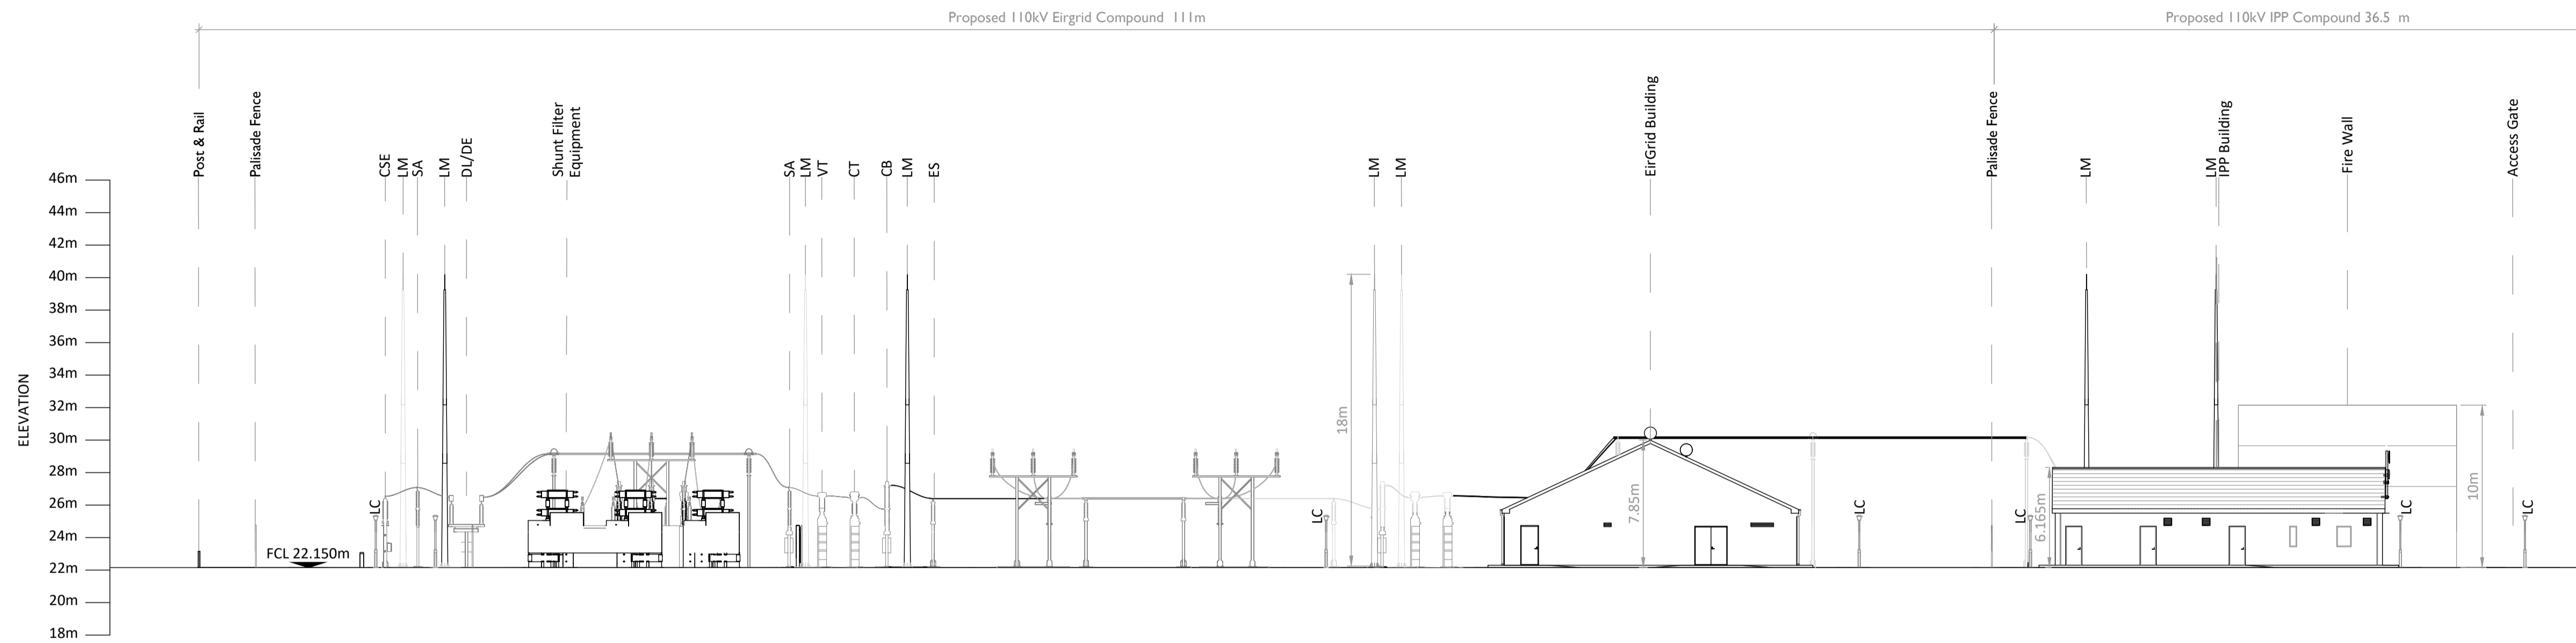 Proposed 110kV Eirgrid Compound 111m
Proposed 110kV IPP Compound 36.5 m
Post & Rail
Palisade Fence
CSE
LM
SA
LM
DL/DE
Shunt Filter
Equipment
SA
LM
VT
CT
CB
LM
ES
LM
LM
EirGrid Building
Palisade Fence
LM
LM
IPP Building
Fire Wall
Access Gate
ELEVATION
46m
44m
42m
40m
38m
36m
34m
32m
30m
28m
26m
24m
22m
20m
18m
FCL 22.150m
LC
18m
LC
7.85m
LC
LC
6.165m
LC
10m
LC